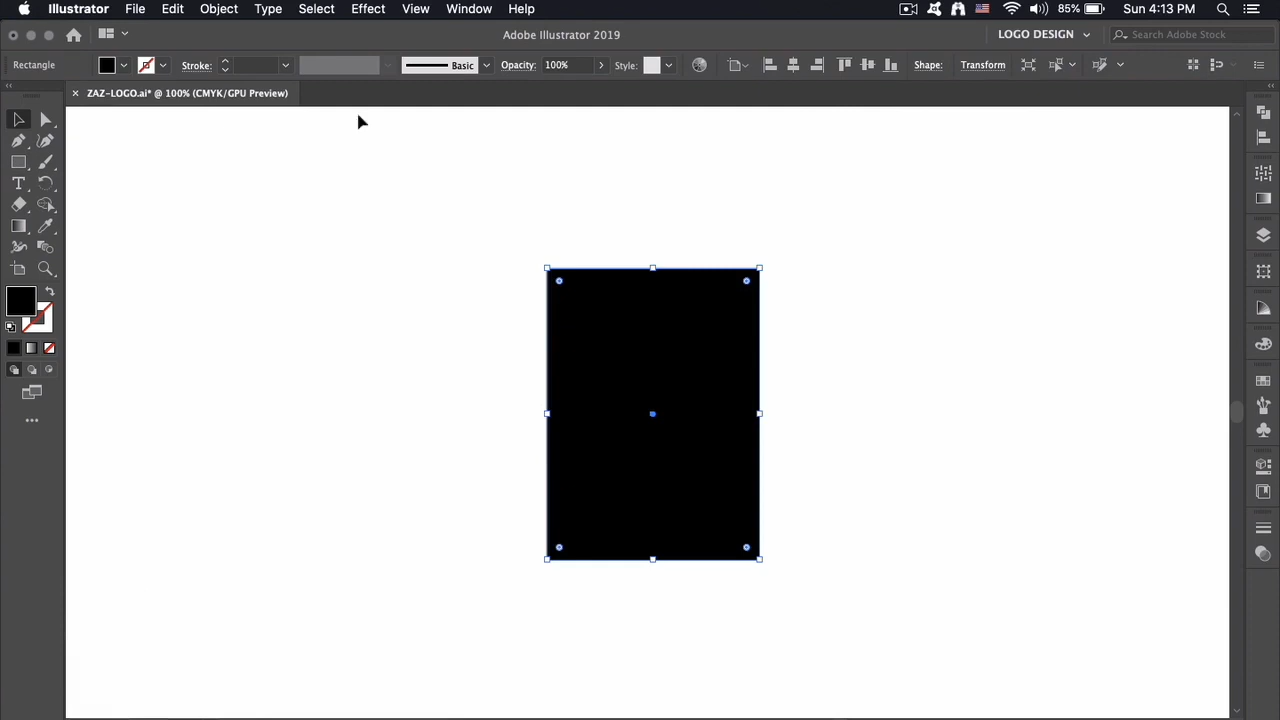 Illustrator File Edit Object Type Select Effect View Window Help 85% Sun 4:13 PM
Adobe Illustrator 2019 LOGO DESIGN Search Adobe Stock
Rectangle Stroke: Basic Opacity: 100% Style: Shape: Transform
× ZAZ-LOGO.ai* @ 100% (CMYK/GPU Preview)